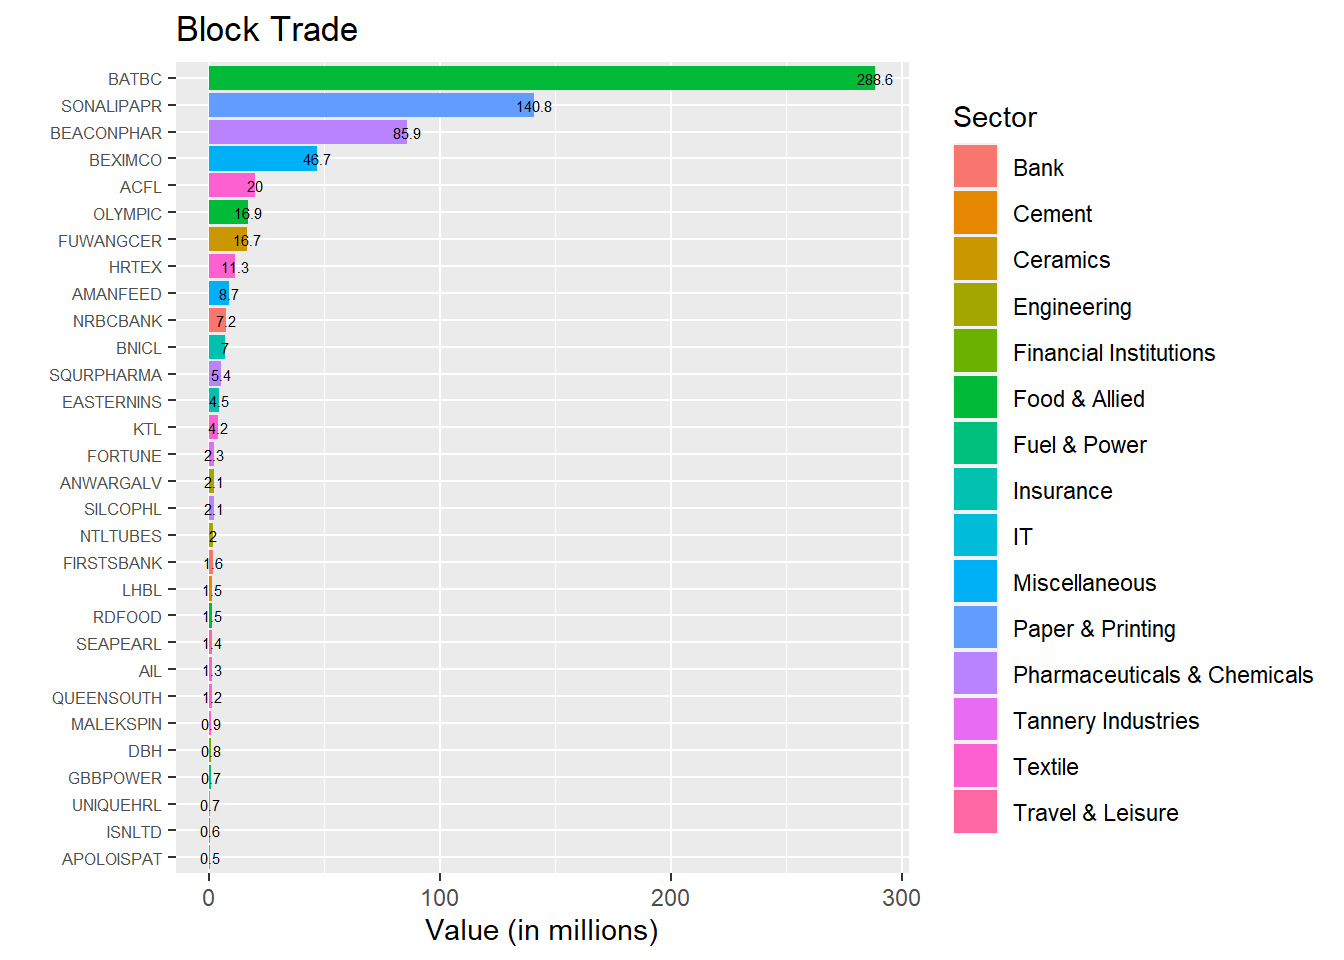 Block Trade
BATBC 288.6
SONALIPAPR 140.8
BEACONPHAR 85.9
BEXIMCO 46.7
ACFL 20
OLYMPIC 16.9
FUWANGCER 16.7
HRTEX 11.3
AMANFEED 8.7
NRBCBANK 7.2
BNICL 7
SQURPHARMA 5.4
EASTERNINS 4.5
KTL 4.2
FORTUNE 2.3
ANWARGALV 2.1
SILCOPHL 2.1
NTLTUBES 2
FIRSTSBANK 1.6
LHBL 1.5
RDFOOD 1.5
SEAPEARL 1.4
AIL 1.3
QUEENSOUTH 1.2
MALEKSPIN 0.9
DBH 0.8
GBBPOWER 0.7
UNIQUEHRL 0.7
ISNLTD 0.6
APOLOISPAT 0.5
0 100 200 300
Value (in millions)
Sector
Bank
Cement
Ceramics
Engineering
Financial Institutions
Food & Allied
Fuel & Power
Insurance
IT
Miscellaneous
Paper & Printing
Pharmaceuticals & Chemicals
Tannery Industries
Textile
Travel & Leisure